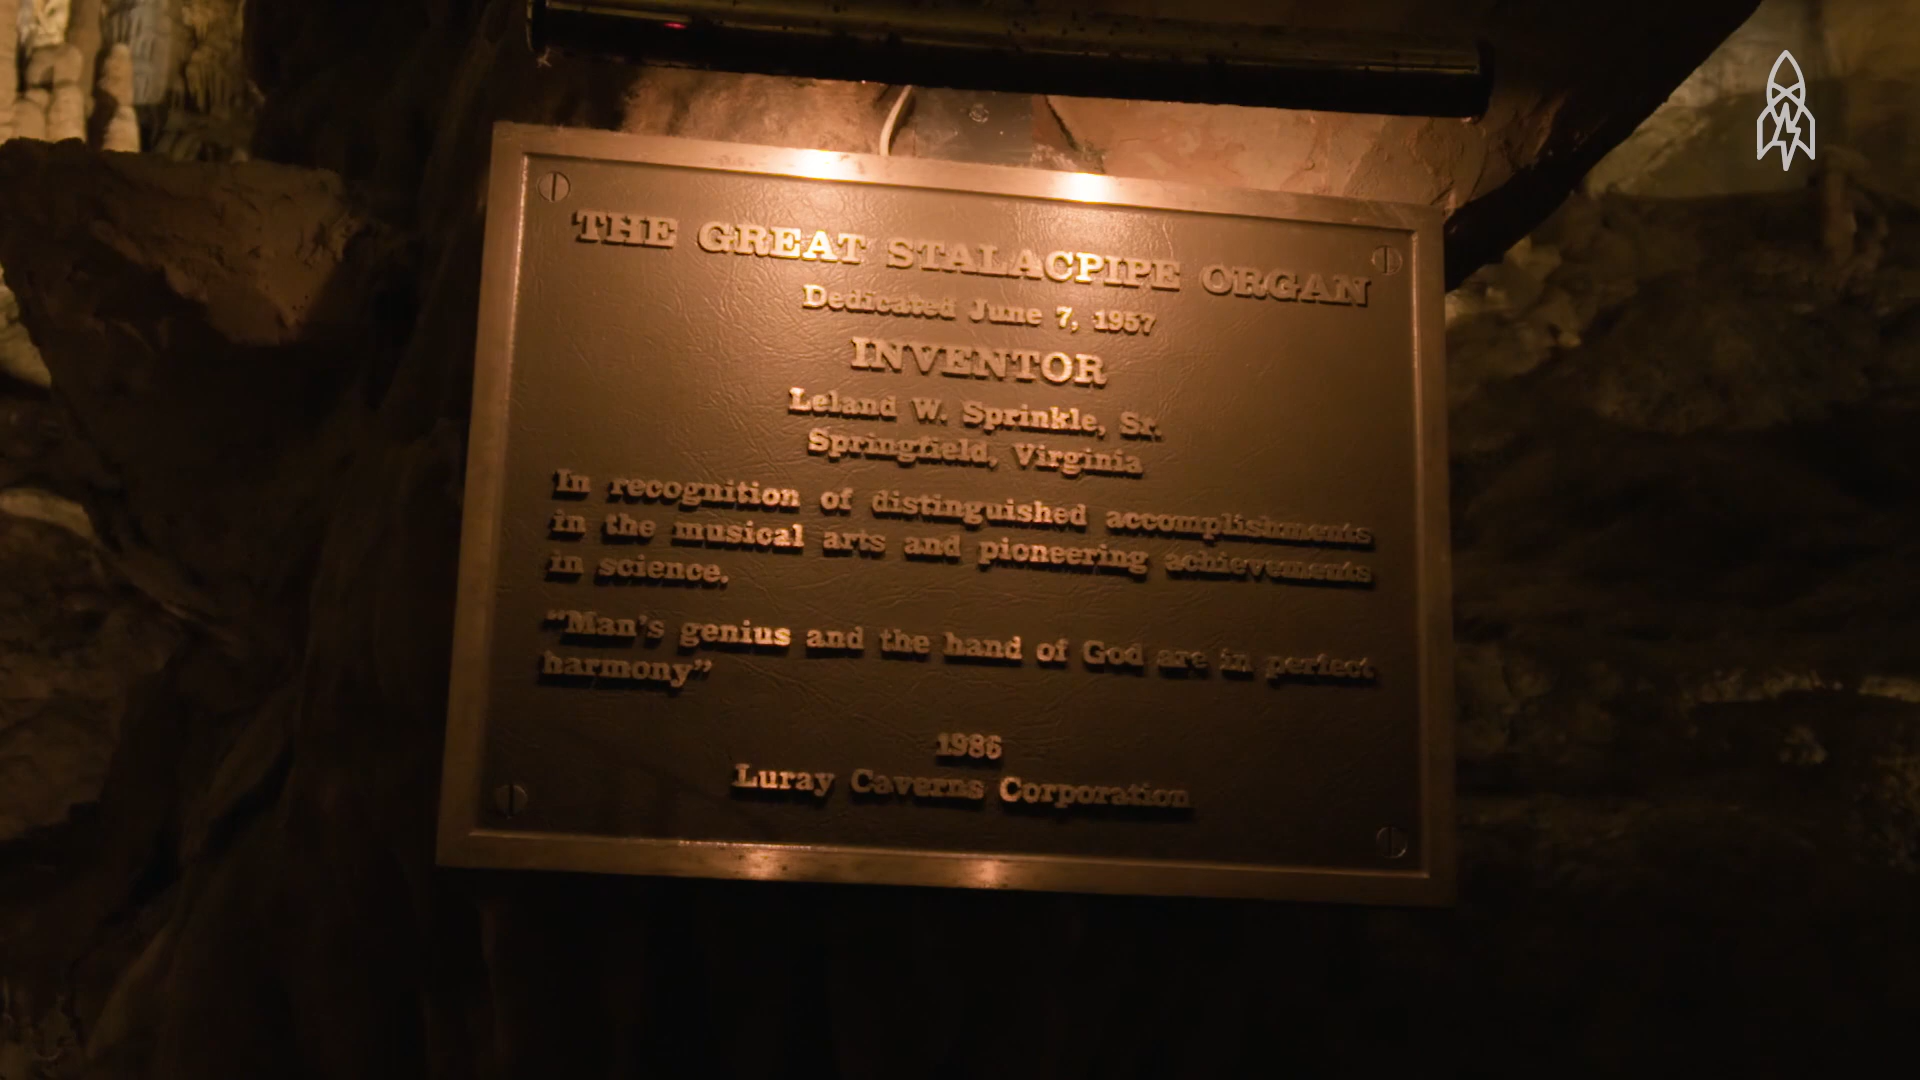 THE GREAT STALACPIPE ORGAN
Dedicated June 7, 1957
INVENTOR
Leland W. Sprinkle, Sr.
Springfield, Virginia
In recognition of distinguished accomplishments
in the musical arts and pioneering achievements
in science.
"Man's genius and the hand of God are in perfect
harmony"
1986
Luray Caverns Corporation